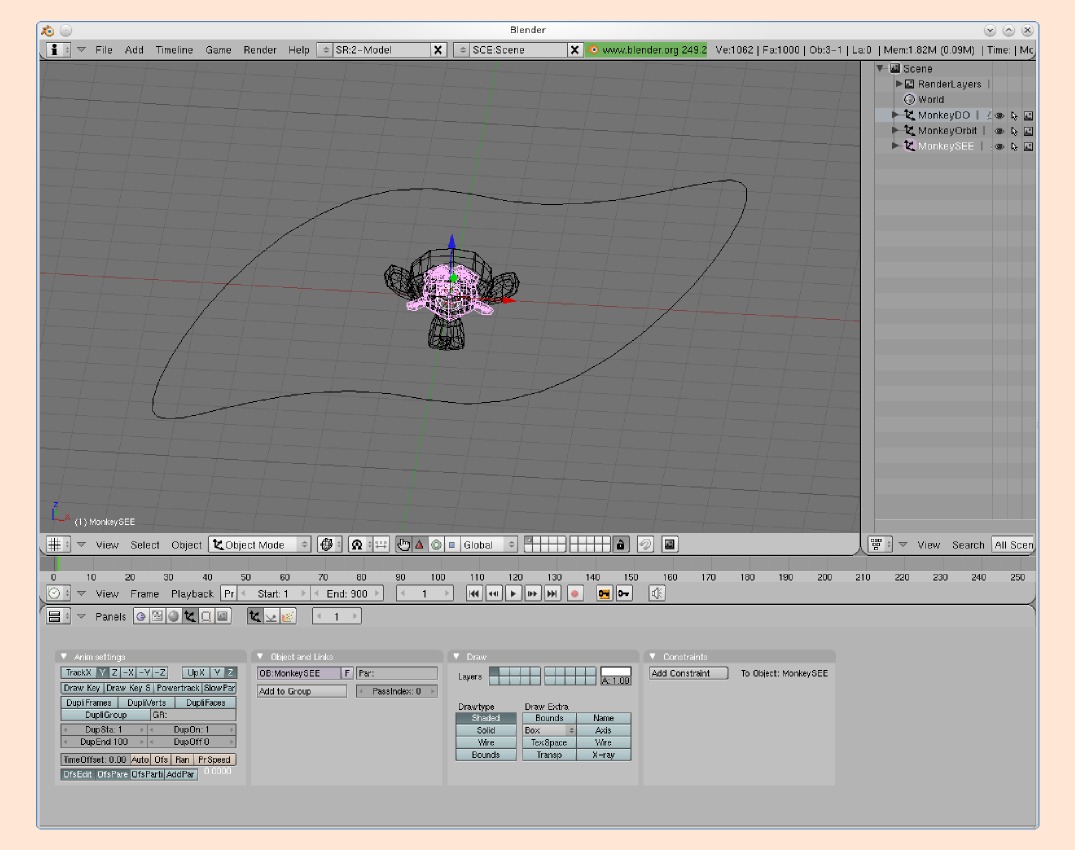 Blender
File Add Timeline Game Render Help SR:2-Model X SCE:Scene X www.blender.org 249.2 Ve:1062 | Fa:1000 | Ob:3-1 | La:0 | Mem:1.82M (0.09M) | Time: | Mc
Scene
RenderLayers |
World
MonkeyDO |
MonkeyOrbit |
MonkeySEE |
z
(1) MonkeySEE
View Select Object Object Mode Global View Search All Scen
0 10 20 30 40 50 60 70 80 90 100 110 120 130 140 150 160 170 180 190 200 210 220 230 240 250
View Frame Playback Pr Start: 1 End: 900 1
Panels 1
Anim settings Object and Links Draw Constraints
TrackX Y Z -X -Y -Z UpX Y Z OB:MonkeySEE F Par: Layers A: 1.00 Add Constraint To Object: MonkeySEE
Draw Key Draw Key S Powertrack SlowPar Add to Group PassIndex: 0
DupliFrames DupliVerts DupliFaces
DupliGroup GR: Drawtype Draw Extra
Shaded Bounds Name
DupSta: 1 DupOn: 1 Solid Box Axis
DupEnd 100 DupOff 0 Wire TexSpace Wire
TimeOffset: 0.00 Auto Ofs Ran PrSpeed Bounds Transp X-ray
OfsEdit OfsPare OfsParti AddPar 0.0000